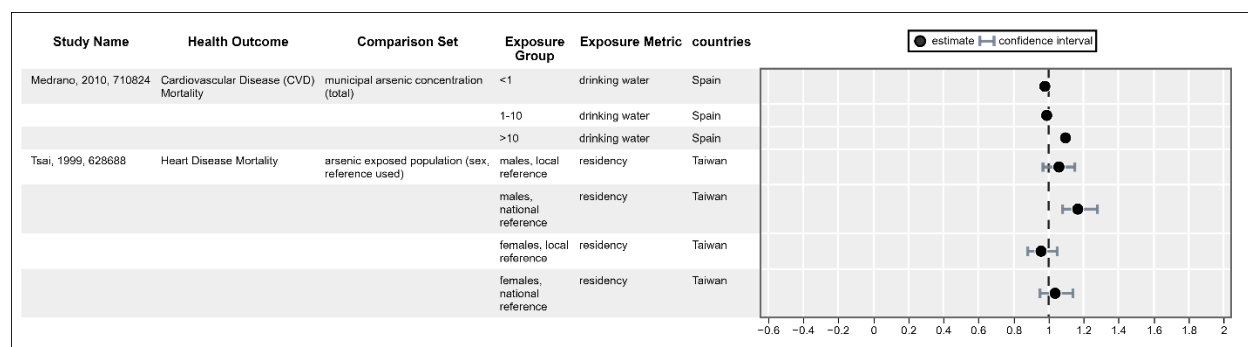 Study Name Health Outcome Comparison Set Exposure Group Exposure Metric countries
estimate confidence interval
Medrano, 2010, 710824 Cardiovascular Disease (CVD) municipal arsenic concentration <1 drinking water Spain
Mortality (total)
1-10 drinking water Spain
>10 drinking water Spain
Tsai, 1999, 628688 Heart Disease Mortality arsenic exposed population (sex, males, local residency Taiwan
reference used) reference
males, residency Taiwan
national
reference
females, local residency Taiwan
reference
females, residency Taiwan
national
reference
−0.6 −0.4 −0.2 0 0.2 0.4 0.6 0.8 1 1.2 1.4 1.6 1.8 2